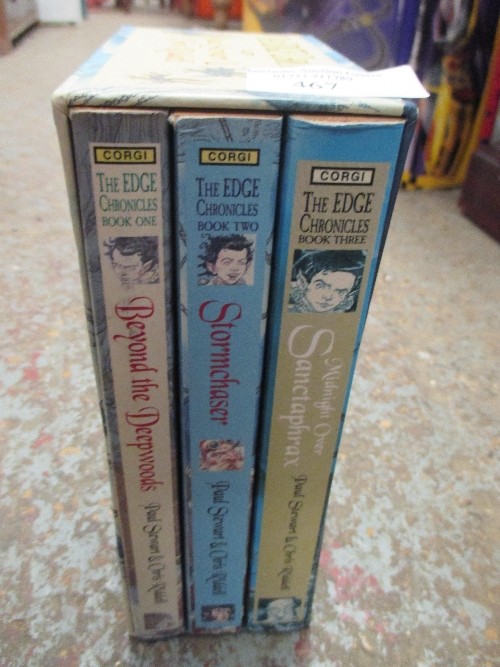 467
CORGI
THE EDGE
CHRONICLES
BOOK ONE
Beyond the Deepwoods
Paul Stewart & Chris Riddell
CORGI
THE EDGE
CHRONICLES
BOOK TWO
Stormchaser
Paul Stewart & Chris Riddell
CORGI
THE EDGE
CHRONICLES
BOOK THREE
Midnight Over
Sanctaphrax
Paul Stewart & Chris Riddell